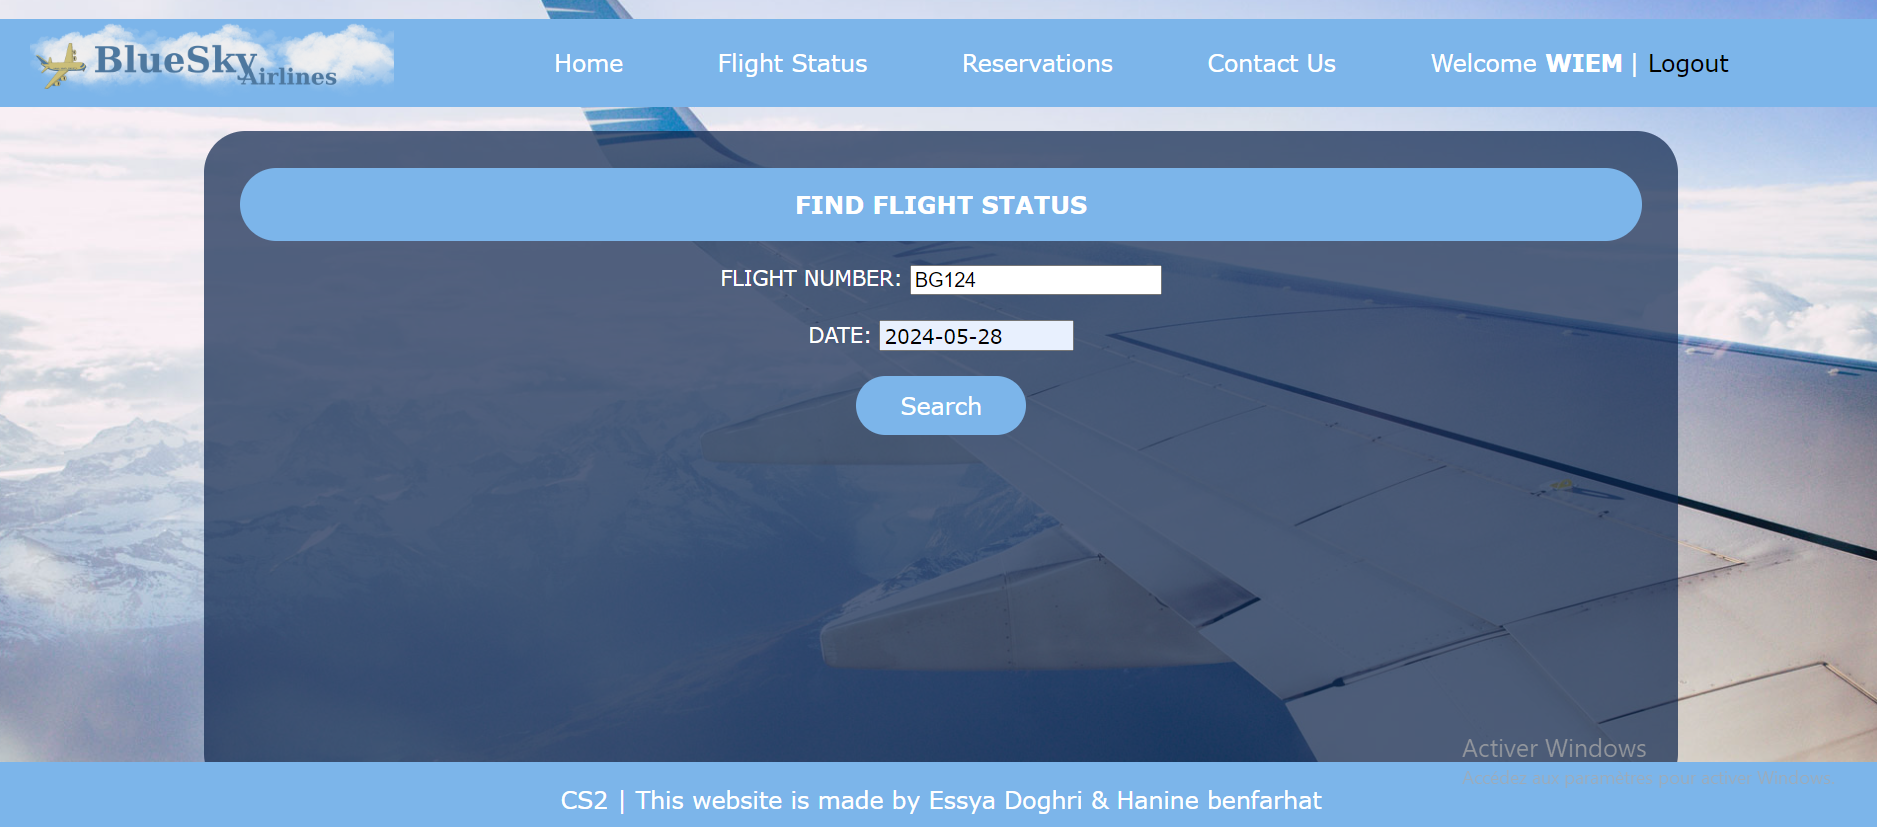 BlueSky Airlines
Home Flight Status Reservations Contact Us Welcome WIEM | Logout
FIND FLIGHT STATUS
FLIGHT NUMBER: BG124
DATE: 2024-05-28
Search
Activer Windows
CS2 | This website is made by Essya Doghri & Hanine benfarhat